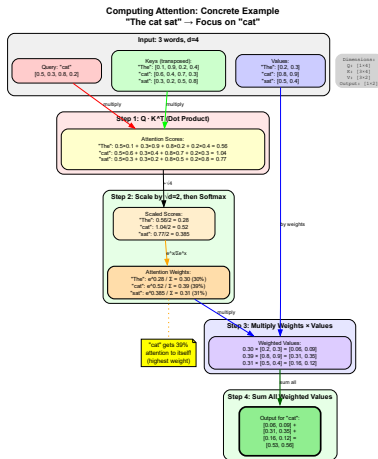 Computing Attention: Concrete Example
"The cat sat" → Focus on "cat"
Input: 3 words, d=4
Query: "cat"
[0.5, 0.3, 0.8, 0.2]
Keys (transposed):
"The": [0.1, 0.9, 0.2, 0.4]
"cat": [0.6, 0.4, 0.7, 0.3]
"sat": [0.3, 0.2, 0.5, 0.8]
Values:
"The": [0.2, 0.3]
"cat": [0.8, 0.9]
"sat": [0.5, 0.4]
Dimensions:
Q: [1×4]
K: [3×4]
V: [3×2]
Output: [1×2]
multiply
multiply
Step 1: Q · K^T (Dot Product)
Attention Scores:
"The": 0.5×0.1 + 0.3×0.9 + 0.8×0.2 + 0.2×0.4 = 0.56
"cat": 0.5×0.6 + 0.3×0.4 + 0.8×0.7 + 0.2×0.3 = 1.04
"sat": 0.5×0.3 + 0.3×0.2 + 0.8×0.5 + 0.2×0.8 = 0.77
÷ √4
Step 2: Scale by √d=2, then Softmax
Scaled Scores:
"The": 0.56/2 = 0.28
"cat": 1.04/2 = 0.52
"sat": 0.77/2 = 0.385
by weights
e^x/Σe^x
Attention Weights:
"The": e^0.28 / Σ = 0.30 (30%)
"cat": e^0.52 / Σ = 0.39 (39%)
"sat": e^0.385 / Σ = 0.31 (31%)
multiply
"cat" gets 39%
attention to itself
(highest weight)
Step 3: Multiply Weights × Values
Weighted Values:
0.30 × [0.2, 0.3] = [0.06, 0.09]
0.39 × [0.8, 0.9] = [0.31, 0.35]
0.31 × [0.5, 0.4] = [0.16, 0.12]
sum all
Step 4: Sum All Weighted Values
Output for "cat":
[0.06, 0.09] +
[0.31, 0.35] +
[0.16, 0.12] =
[0.53, 0.56]